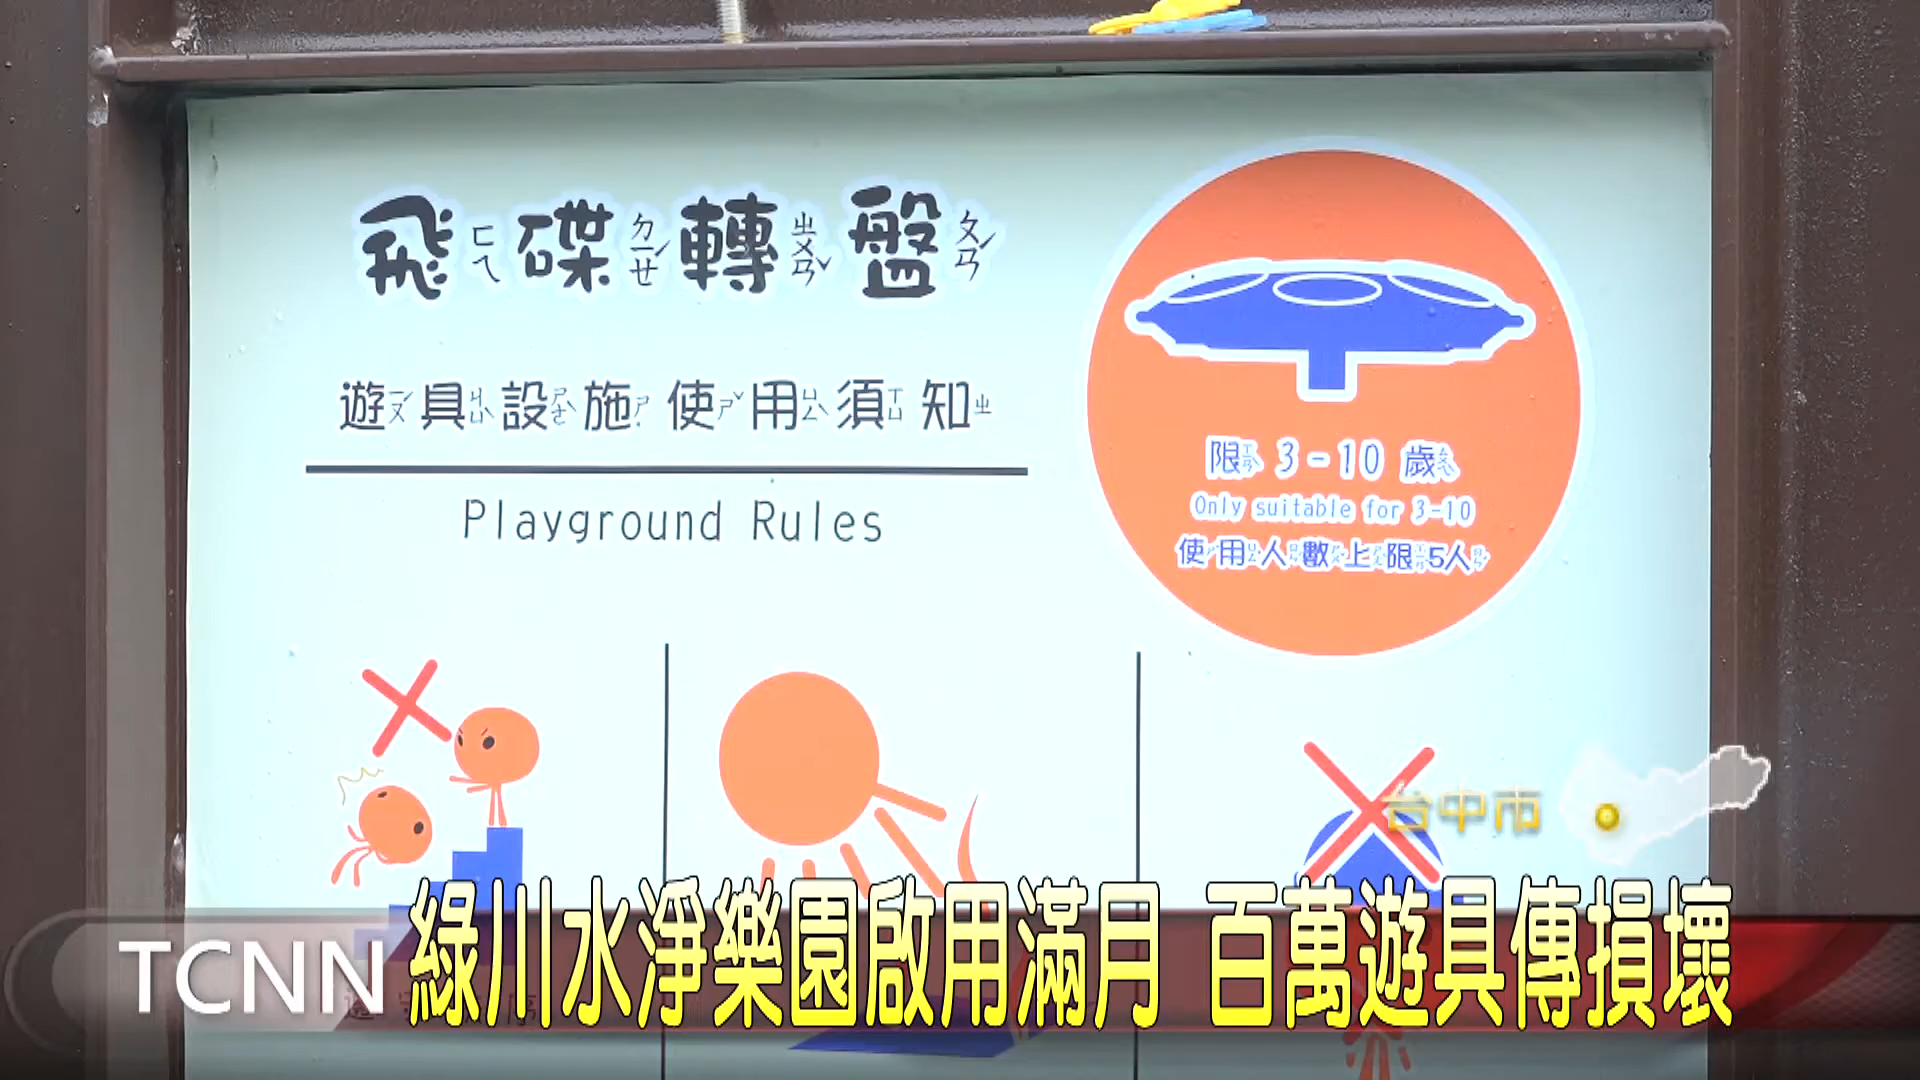 飛ㄈㄟ碟ㄉㄧㄝˊ轉ㄓㄨㄢˇ盤ㄆㄢˊ
遊ㄧㄡˊ具ㄐㄩˋ設ㄕㄜˋ施ㄕ 使ㄕˇ用ㄩㄥˋ須ㄒㄩ知ㄓ
Playground Rules
限ㄒㄧㄢˋ 3-10 歲ㄙㄨㄟˋ
Only suitable for 3-10
使ㄕˇ用ㄩㄥˋ人ㄖㄣˊ數ㄕㄨˋ上ㄕㄤˋ限ㄒㄧㄢˋ5人ㄖㄣˊ
台中市
TCNN
綠川水淨樂園啟用滿月 百萬遊具傳損壞